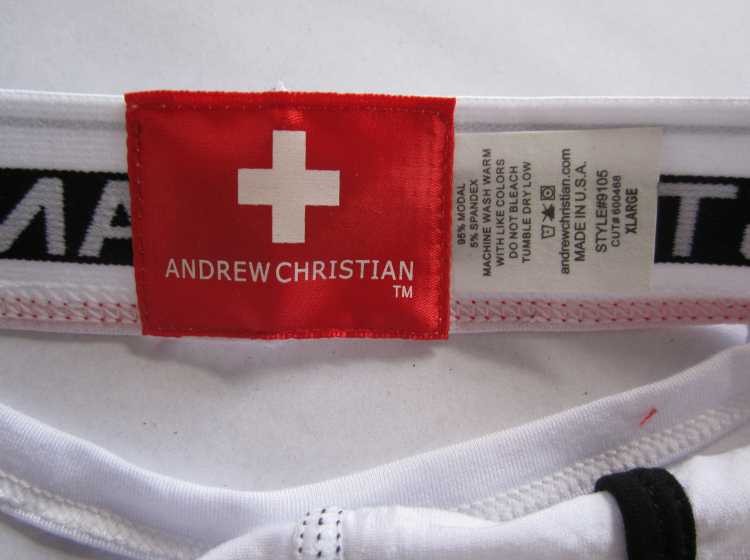 ANDREW CHRISTIAN
TM
95% MODAL
5% SPANDEX
MACHINE WASH WARM
WITH LIKE COLORS
DO NOT BLEACH
TUMBLE DRY LOW
andrewchristian.com
MADE IN U.S.A.
STYLE#9105
CUT# 600468
XLARGE